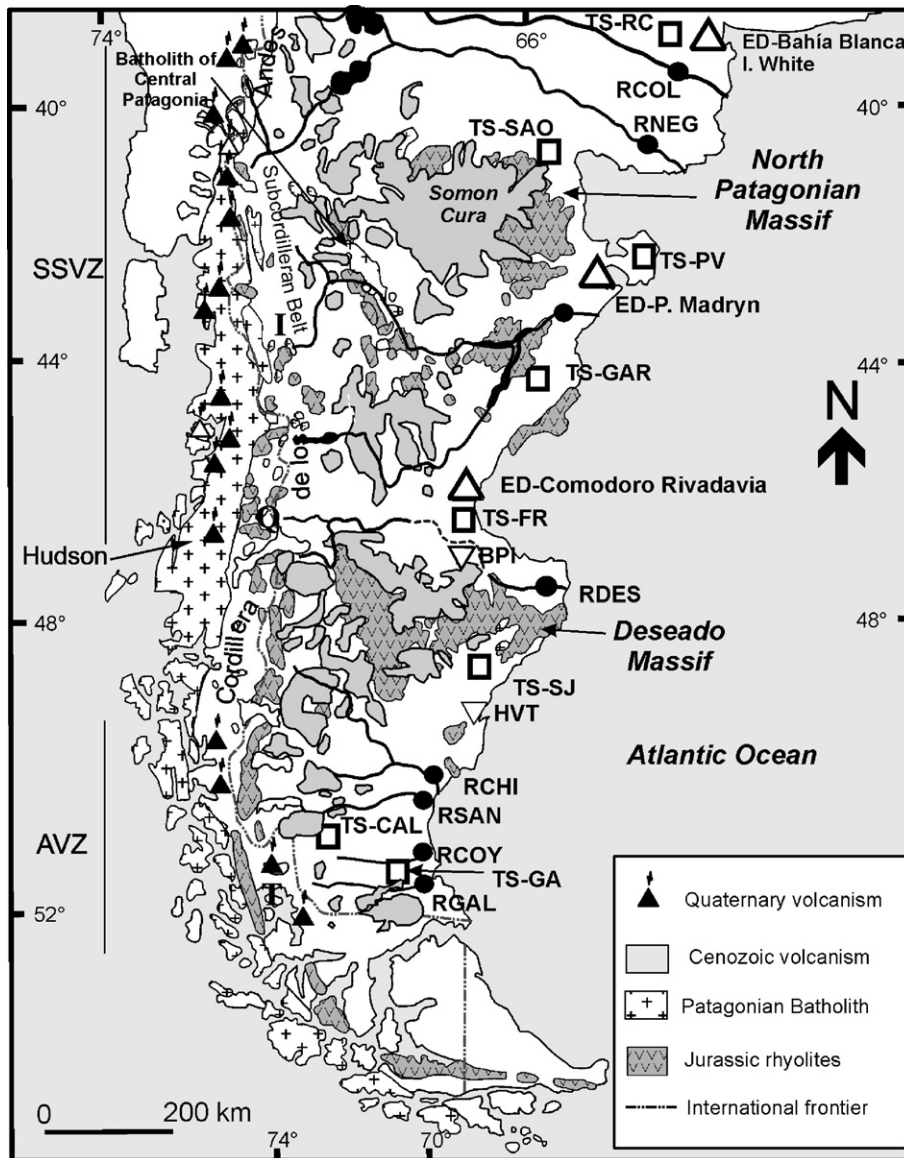 74°
66°
TS-RC
ED-Bahía Blanca
I. White
Batholith of
Central
Patagonia
Andes
RCOL
40°
40°
RNEG
TS-SAO
North
Patagonian
Massif
Somon
Cura
Subcordilleran Belt
SSVZ
TS-PV
ED-P. Madryn
I
44°
44°
TS-GAR
N
de los
ED-Comodoro Rivadavia
TS-FR
Q
BPI
Hudson
RDES
48°
48°
Deseado
Massif
Cordillera
TS-SJ
HVT
Atlantic Ocean
RCHI
RSAN
TS-CAL
AVZ
RCOY
TS-GA
T
RGAL
52°
52°
Quaternary volcanism
Cenozoic volcanism
Patagonian Batholith
Jurassic rhyolites
International frontier
0 200 km
74°
70°